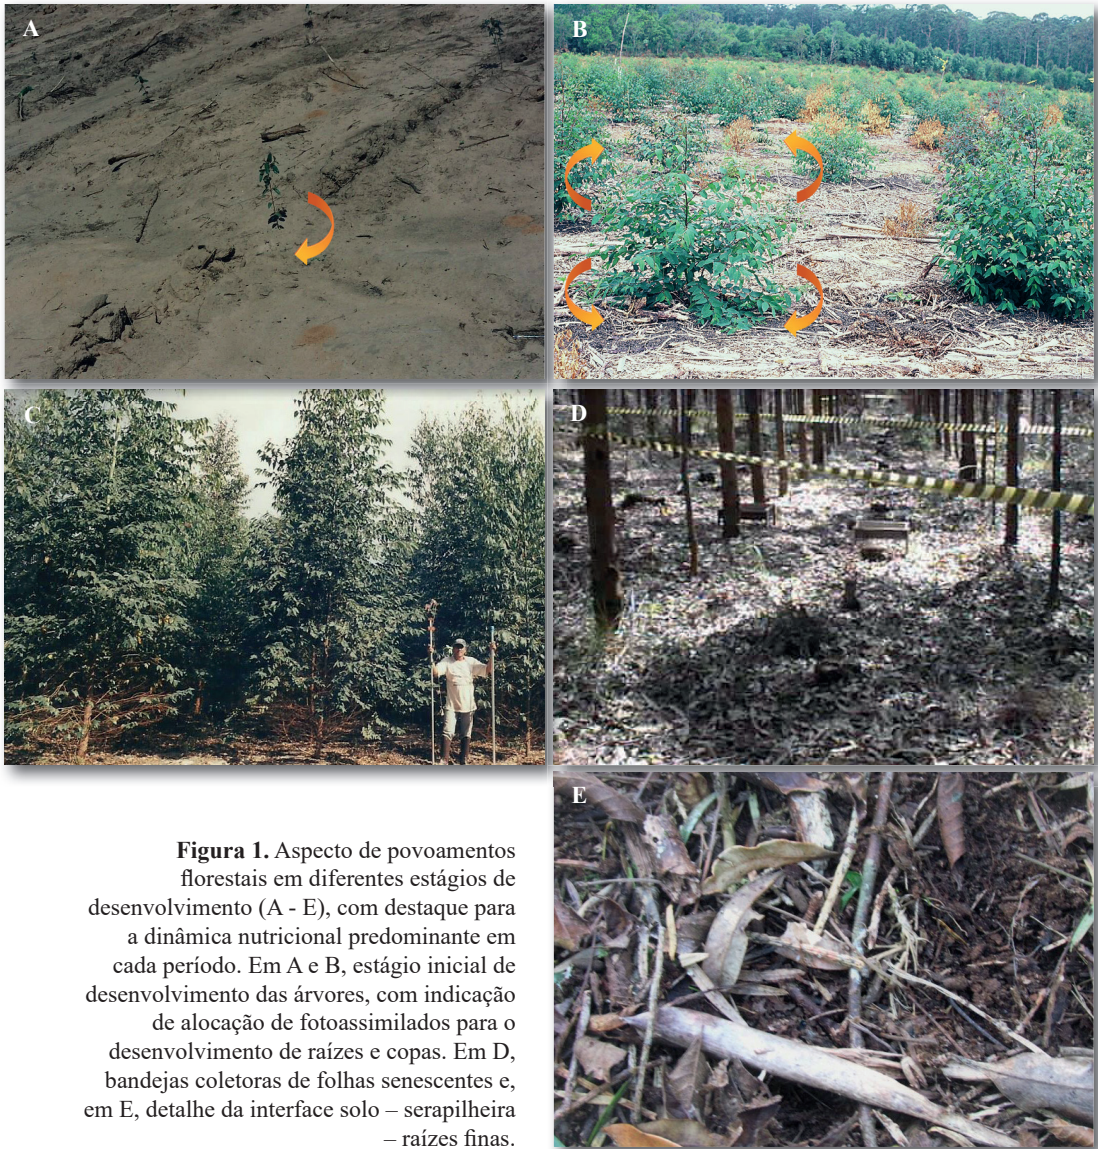 A
B
C
D
E
Figura 1. Aspecto de povoamentos
florestais em diferentes estágios de
desenvolvimento (A - E), com destaque para
a dinâmica nutricional predominante em
cada período. Em A e B, estágio inicial de
desenvolvimento das árvores, com indicação
de alocação de fotoassimilados para o
desenvolvimento de raízes e copas. Em D,
bandejas coletoras de folhas senescentes e,
em E, detalhe da interface solo – serapilheira
– raízes finas.